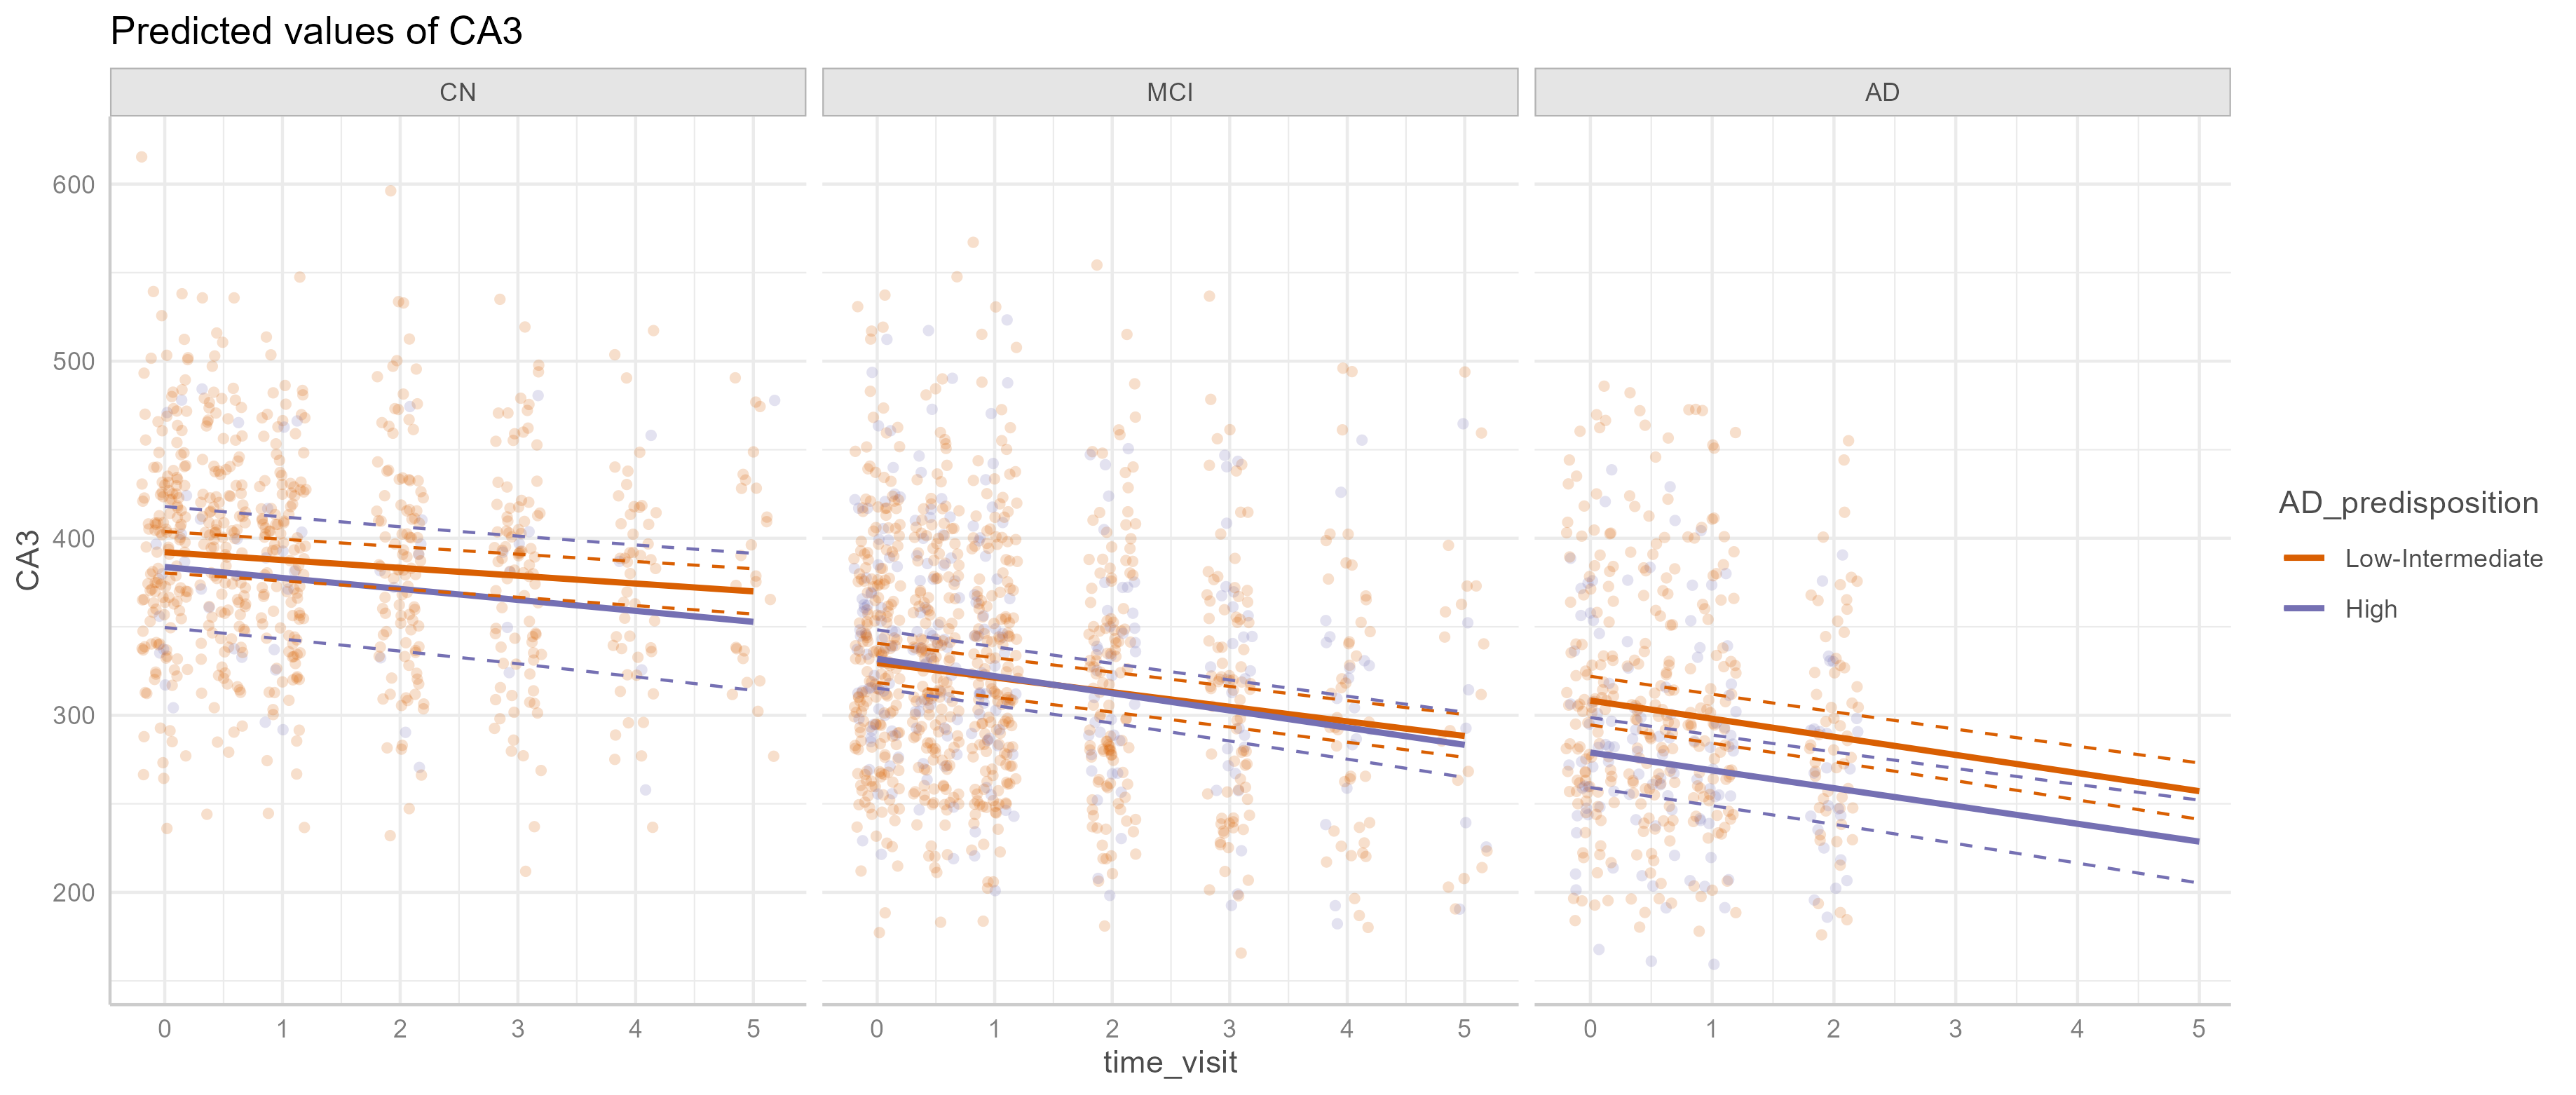 Predicted values of CA3
CN
MCI
AD
600
500
400
300
200
CA3
0 1 2 3 4 5
0 1 2 3 4 5
0 1 2 3 4 5
time_visit
AD_predisposition
Low-Intermediate
High